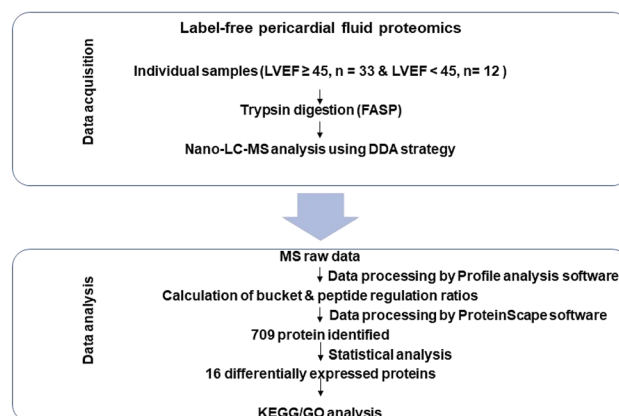 Label-free pericardial fluid proteomics
Data acquisition
Individual samples (LVEF ≥ 45, n = 33 & LVEF < 45, n= 12 )
Trypsin digestion (FASP)
Nano-LC-MS analysis using DDA strategy
Data analysis
MS raw data
Data processing by Profile analysis software
Calculation of bucket & peptide regulation ratios
Data processing by ProteinScape software
709 protein identified
Statistical analysis
16 differentially expressed proteins
KEGG/GO analysis